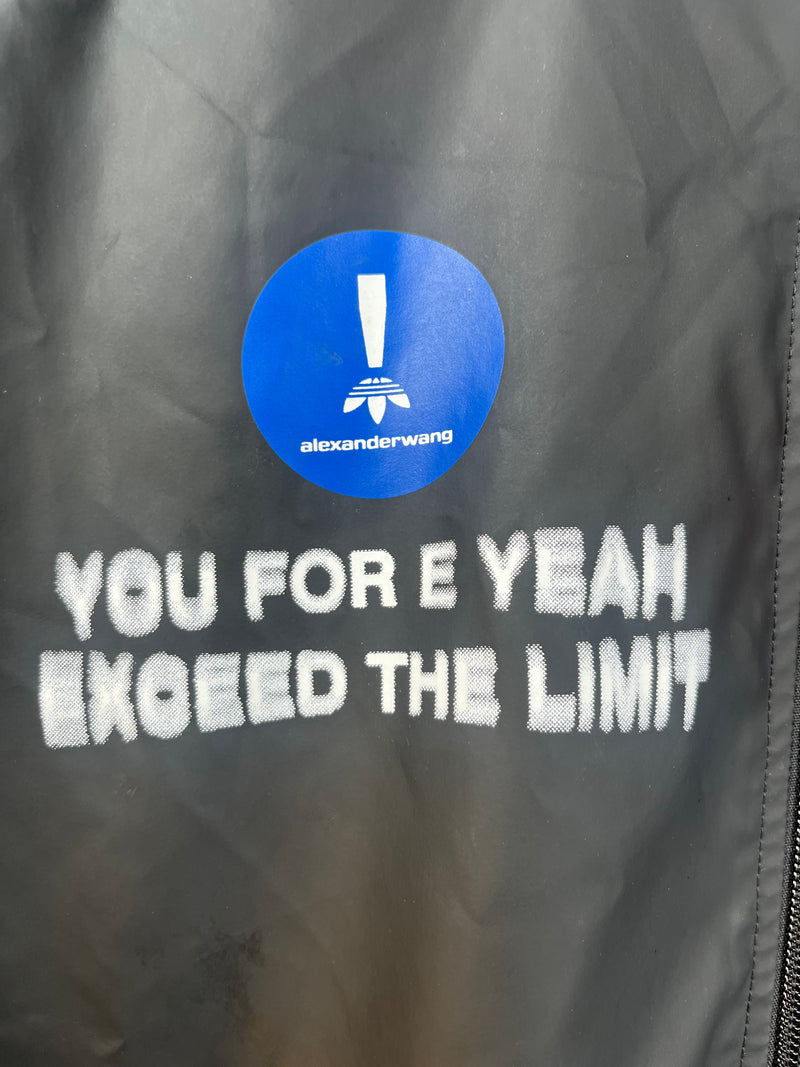 alexanderwang
YOU FOR E YEAH
EXCEED THE LIMIT